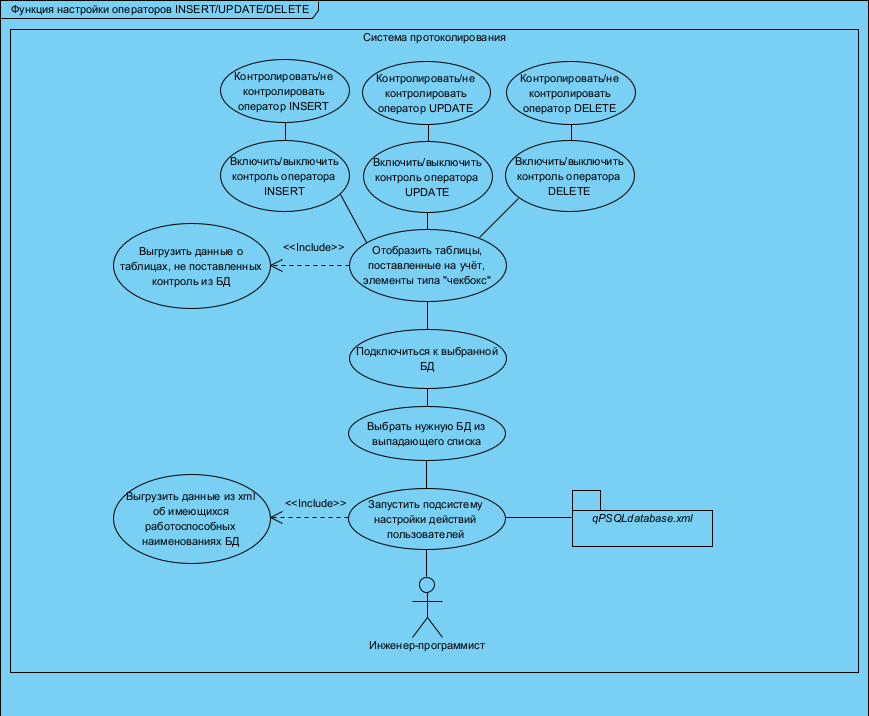 Функция настройки операторов INSERT/UPDATE/DELETE
Система протоколирования
Контролировать/не
контролировать
оператор INSERT
Контролировать/не
контролировать
оператор UPDATE
Контролировать/не
контролировать
оператор DELETE
Включить/выключить
контроль оператора
INSERT
Включить/выключить
контроль оператора
UPDATE
Включить/выключить
контроль оператора
DELETE
Выгрузить данные о
таблицах, не поставленных
контроль из БД
<<Include>>
Отобразить таблицы,
поставленные на учёт,
элементы типа "чекбокс"
Подключиться к выбранной
БД
Выбрать нужную БД из
выпадающего списка
Выгрузить данные из xml
об имеющихся
работоспособных
наименованиях БД
<<Include>>
Запустить подсистему
настройки действий
пользователей
qPSQLdatabase.xml
Инженер-программист